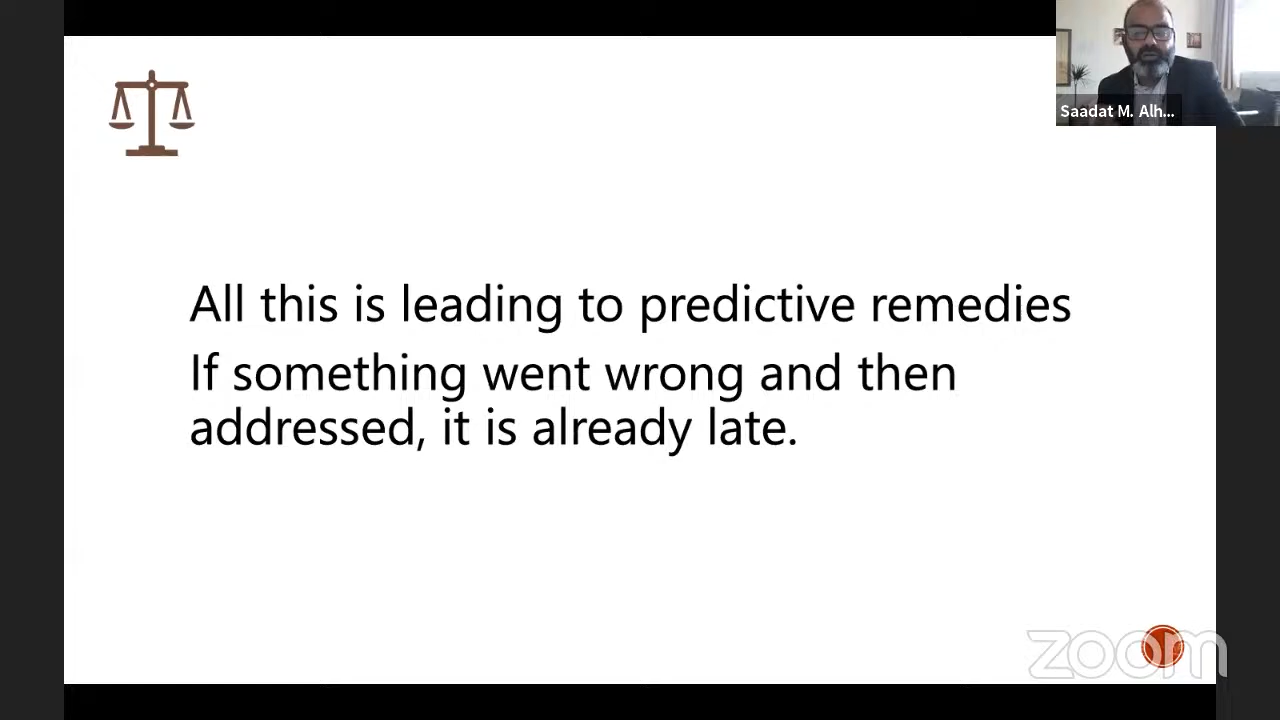 Saadat M. Alh...
All this is leading to predictive remedies
If something went wrong and then
addressed, it is already late.
zoom